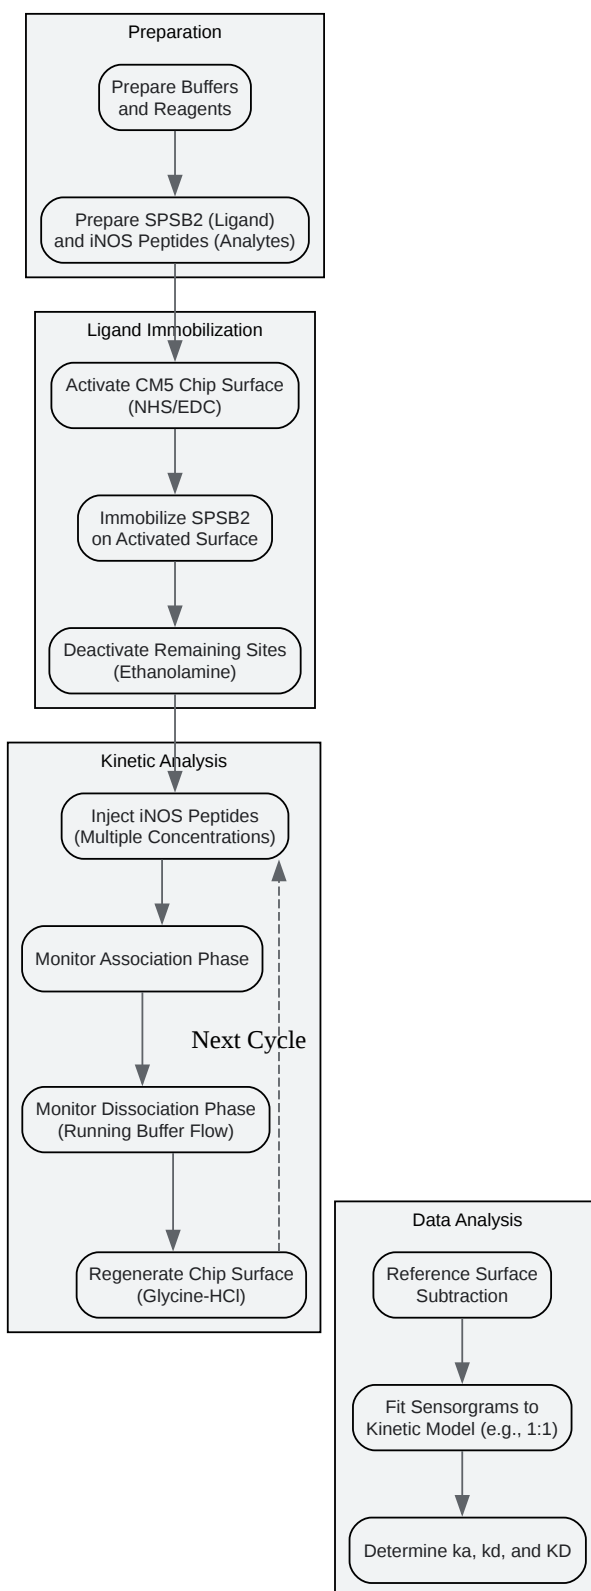 Preparation
Prepare Buffers
and Reagents
Prepare SPSB2 (Ligand)
and iNOS Peptides (Analytes)
Ligand Immobilization
Activate CM5 Chip Surface
(NHS/EDC)
Immobilize SPSB2
on Activated Surface
Deactivate Remaining Sites
(Ethanolamine)
Kinetic Analysis
Inject iNOS Peptides
(Multiple Concentrations)
Monitor Association Phase
Next Cycle
Monitor Dissociation Phase
(Running Buffer Flow)
Regenerate Chip Surface
(Glycine-HCl)
Data Analysis
Reference Surface
Subtraction
Fit Sensorgrams to
Kinetic Model (e.g., 1:1)
Determine ka, kd, and KD